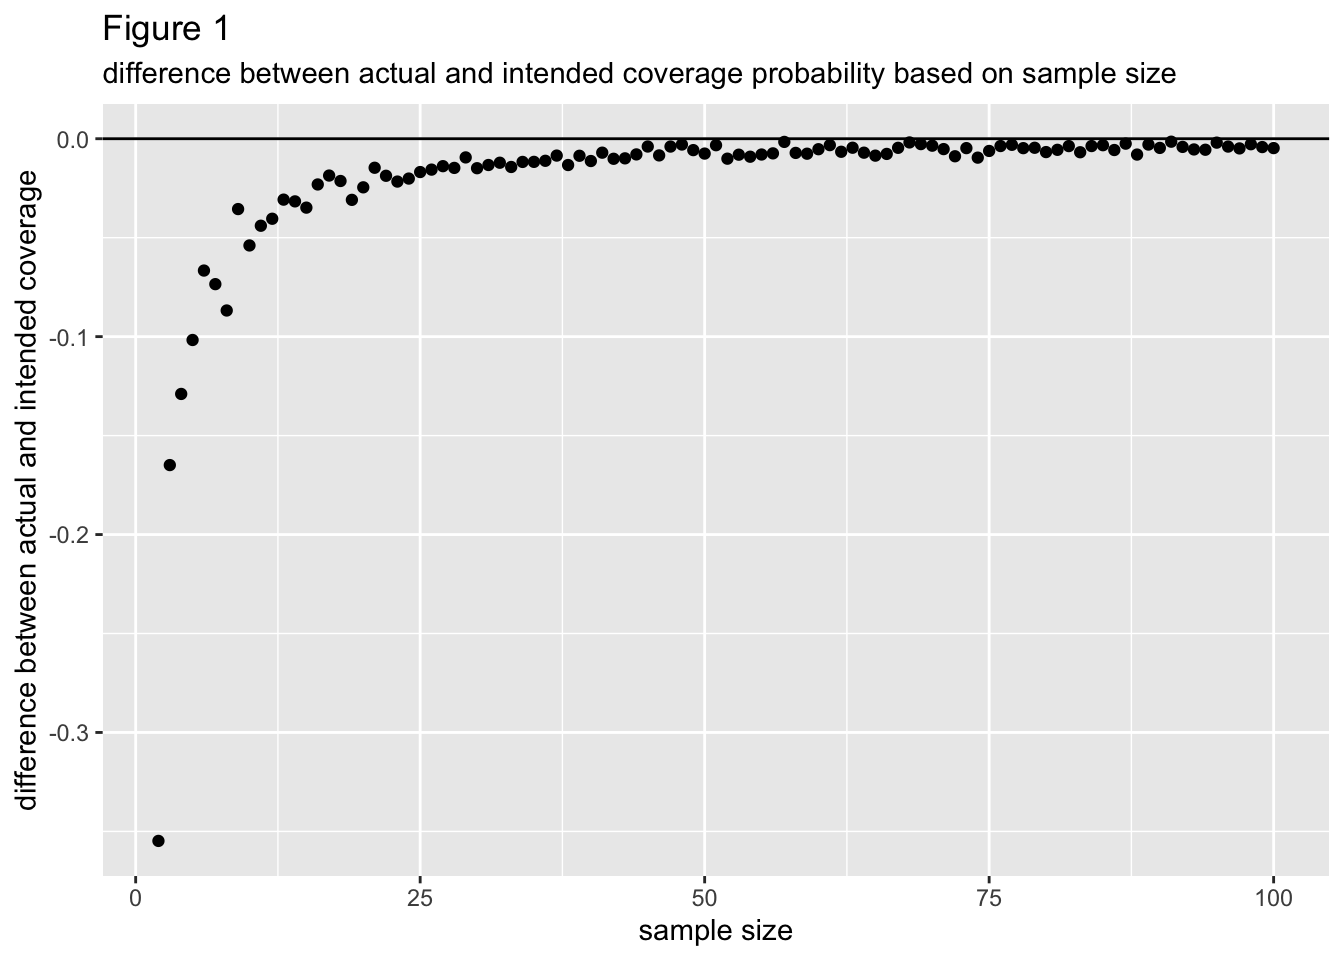 Figure 1
difference between actual and intended coverage probability based on sample size
difference between actual and intended coverage
0.0
-0.1
-0.2
-0.3
0
25
50
75
100
sample size